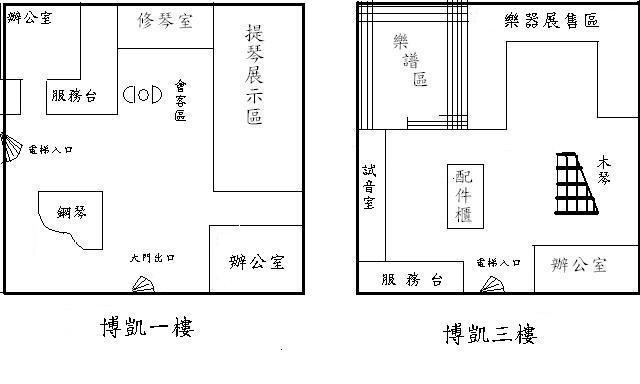 辦公室
修琴室
提琴展示區
服務台
會客區
電梯入口
鋼琴
大門出口
辦公室
博凱一樓
樂器展售區
樂譜區
試音室
配件櫃
木琴
電梯入口
服務台
辦公室
博凱三樓